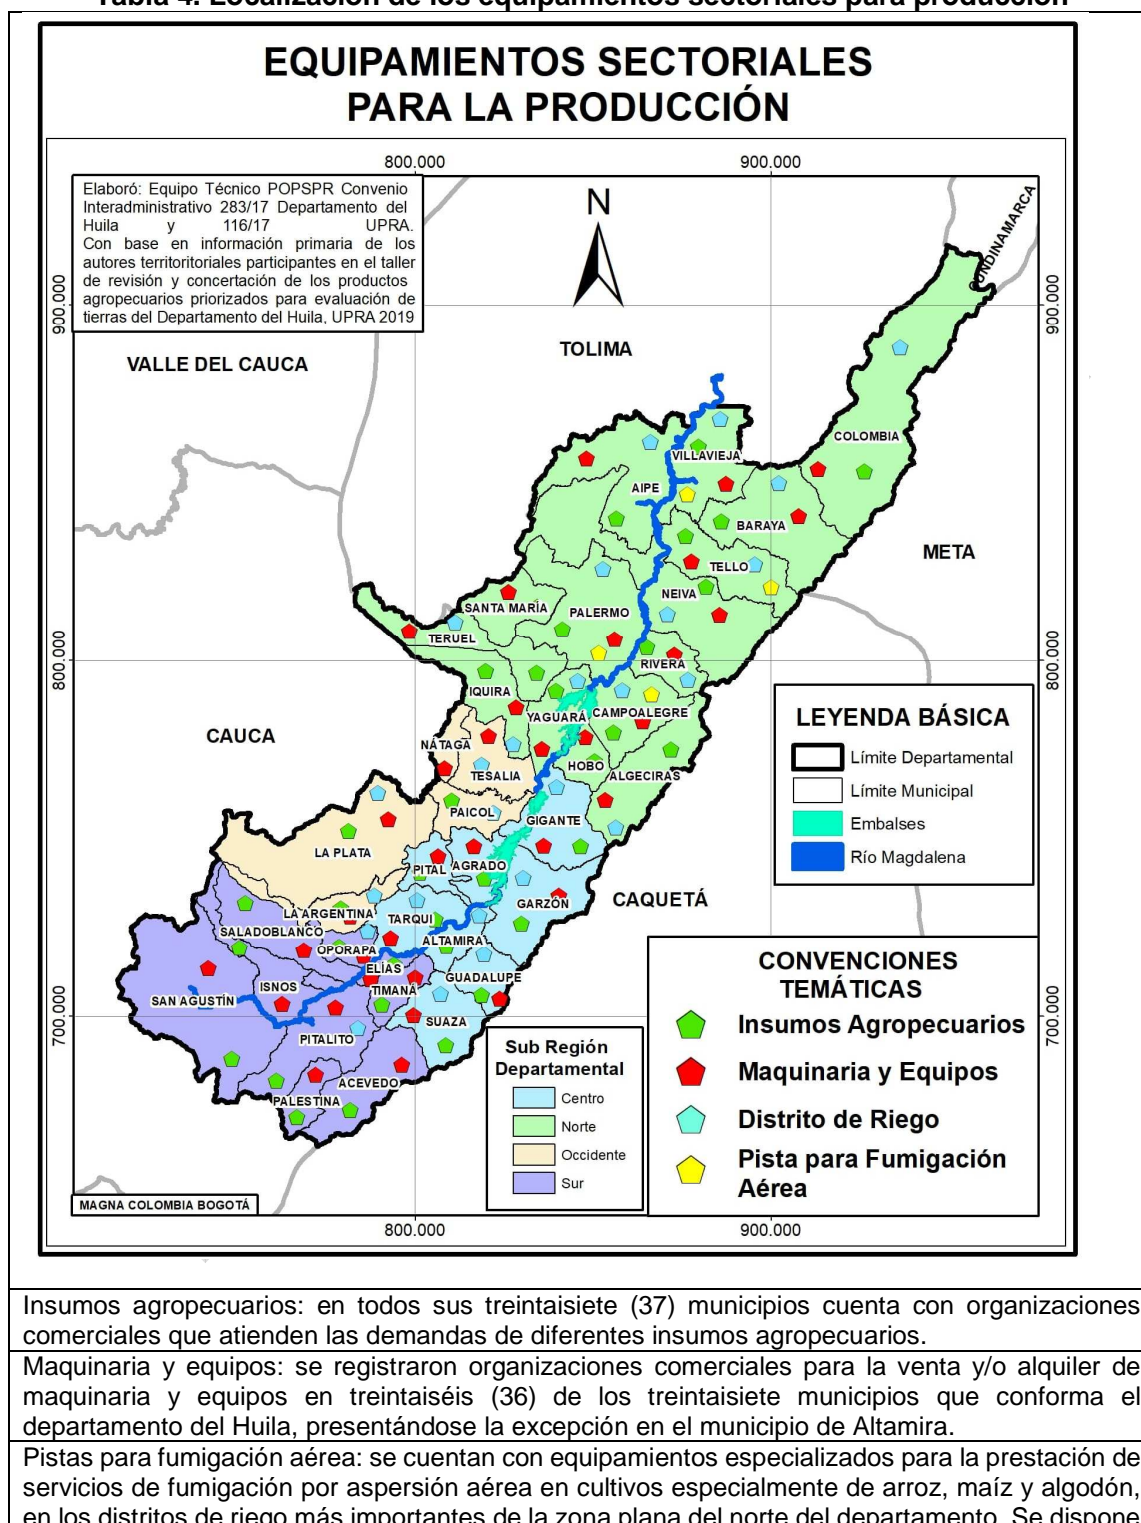 Tabla 4. Localización de los equipamientos sectoriales para producción
EQUIPAMIENTOS SECTORIALES
PARA LA PRODUCCIÓN
800.000
900.000
Elaboró: Equipo Técnico POPSPR Convenio
Interadministrativo 283/17 Departamento del
Huila y 116/17 UPRA.
Con base en información primaria de los
autores territoritoriales participantes en el taller
de revisión y concertación de los productos
agropecuarios priorizados para evaluación de
tierras del Departamento del Huila, UPRA 2019
N
CUNDINAMARCA
900.000
900.000
TOLIMA
VALLE DEL CAUCA
COLOMBIA
VILLAVIEJA
AIPE
BARAYA
META
TELLO
NEIVA
SANTA MARÍA
PALERMO
TERUEL
800.000
800.000
RIVERA
IQUIRA
YAGUARÁ
CAMPOALEGRE
LEYENDA BÁSICA
Límite Departamental
Límite Municipal
Embalses
Río Magdalena
CAUCA
NÁTAGA
TESALIA
HOBO
ALGECIRAS
PAICOL
GIGANTE
LA PLATA
PITAL
AGRADO
CAQUETÁ
GARZÓN
LA ARGENTINA
TARQUI
SALADOBLANCO
OPORAPA
ALTAMIRA
ELÍAS
GUADALUPE
ISNOS
TIMANÁ
SAN AGUSTÍN
SUAZA
PITALITO
ACEVEDO
PALESTINA
700.000
700.000
CONVENCIONES
TEMÁTICAS
Insumos Agropecuarios
Maquinaria y Equipos
Distrito de Riego
Pista para Fumigación
Aérea
Sub Región
Departamental
Centro
Norte
Occidente
Sur
MAGNA COLOMBIA BOGOTÁ
800.000
900.000
Insumos agropecuarios: en todos sus treintaisiete (37) municipios cuenta con organizaciones
comerciales que atienden las demandas de diferentes insumos agropecuarios.
Maquinaria y equipos: se registraron organizaciones comerciales para la venta y/o alquiler de
maquinaria y equipos en treintaiséis (36) de los treintaisiete municipios que conforma el
departamento del Huila, presentándose la excepción en el municipio de Altamira.
Pistas para fumigación aérea: se cuentan con equipamientos especializados para la prestación de
servicios de fumigación por aspersión aérea en cultivos especialmente de arroz, maíz y algodón,
en los distritos de riego más importantes de la zona plana del norte del departamento. Se dispone